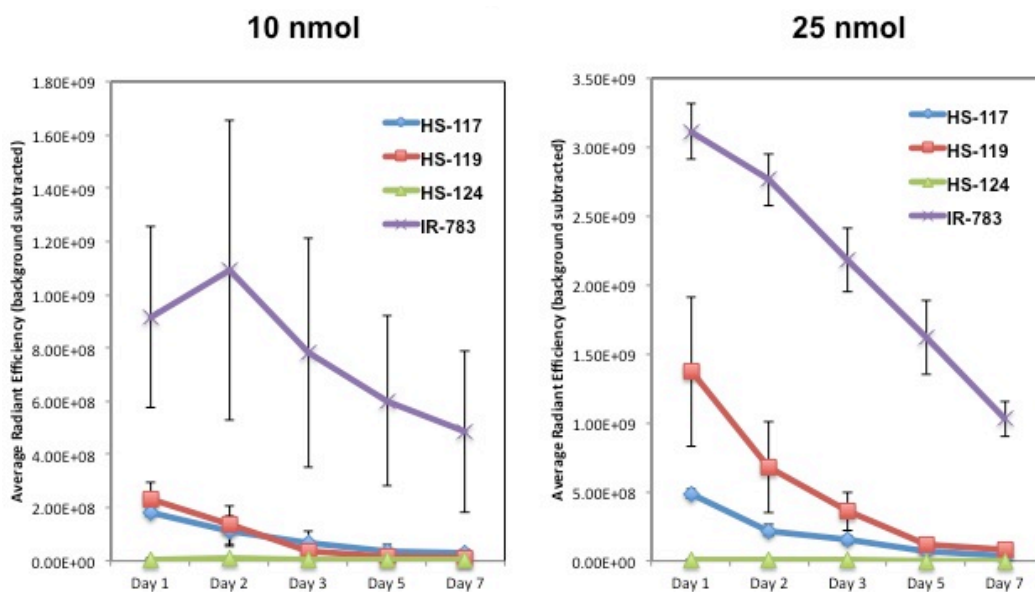 10 nmol
Average Radiant Efficiency (background subtracted)
1.80E+09
1.60E+09
1.40E+09
1.20E+09
1.00E+09
8.00E+08
6.00E+08
4.00E+08
2.00E+08
0.00E+00
HS-117
HS-119
HS-124
IR-783
Day 1 Day 2 Day 3 Day 5 Day 7
25 nmol
Average Radiant Efficiency (background subtracted)
3.50E+09
3.00E+09
2.50E+09
2.00E+09
1.50E+09
1.00E+09
5.00E+08
0.00E+00
HS-117
HS-119
HS-124
IR-783
Day 1 Day 2 Day 3 Day 5 Day 7